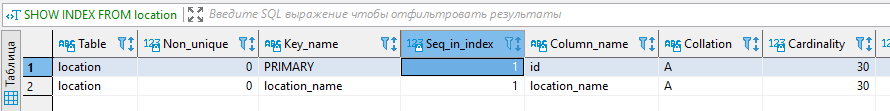 SHOW INDEX FROM location Введите SQL выражение чтобы отфильтровать результаты
Таблица
Table Non_unique Key_name Seq_in_index Column_name Collation Cardinality
1 location 0 PRIMARY 1 id A 30
2 location 0 location_name 1 location_name A 30